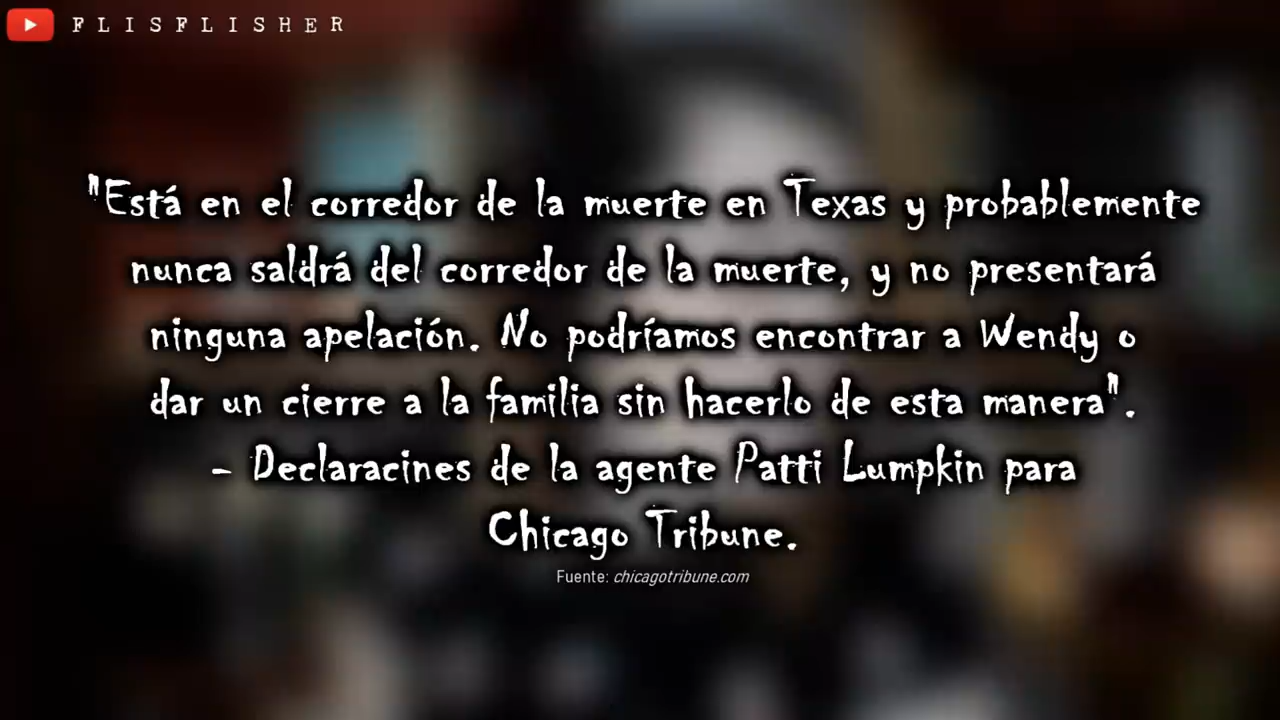 FLISFLISHER
"Está en el corredor de la muerte en Texas y probablemente
nunca saldrá del corredor de la muerte, y no presentará
ninguna apelación. No podríamos encontrar a Wendy o
dar un cierre a la familia sin hacerlo de esta manera".
- Declaracines de la agente Patti Lumpkin para
Chicago Tribune.
Fuente: chicagotribune.com